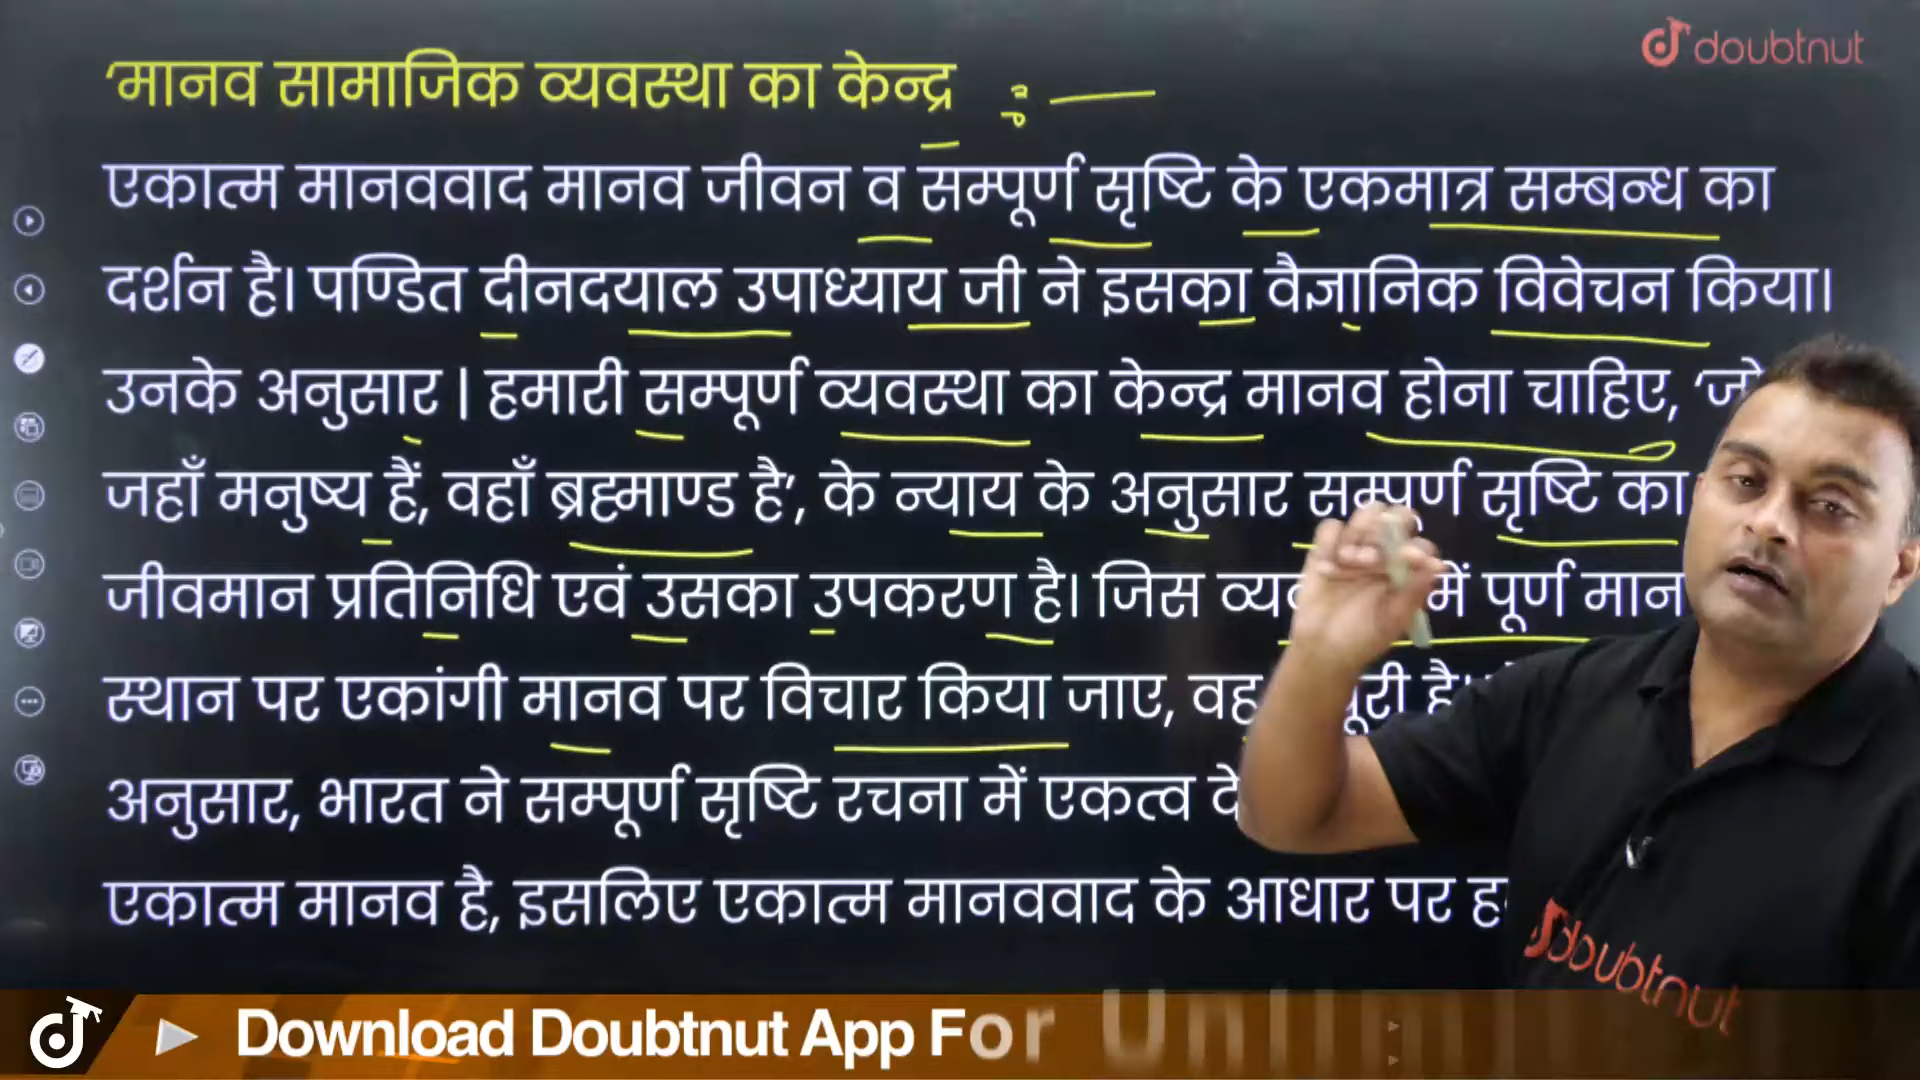 doubtnut
‘मानव सामाजिक व्यवस्था का केन्द्र :—
एकात्म मानववाद मानव जीवन व सम्पूर्ण सृष्टि के एकमात्र सम्बन्ध का
दर्शन है। पण्डित दीनदयाल उपाध्याय जी ने इसका वैज्ञानिक विवेचन किया।
उनके अनुसार | हमारी सम्पूर्ण व्यवस्था का केन्द्र मानव होना चाहिए,
जहाँ मनुष्य हैं, वहाँ ब्रह्माण्ड है’, के न्याय के अनुसार सम्पूर्ण सृष्टि का
जीवमान प्रतिनिधि एवं उसका उपकरण है। जिस में पूर्ण
स्थान पर एकांगी मानव पर विचार किया जाए, है।
अनुसार, भारत ने सम्पूर्ण सृष्टि रचना में एकत्व
एकात्म मानव है, इसलिए एकात्म मानववाद के आधार पर
doubtnut
Download Doubtnut App For